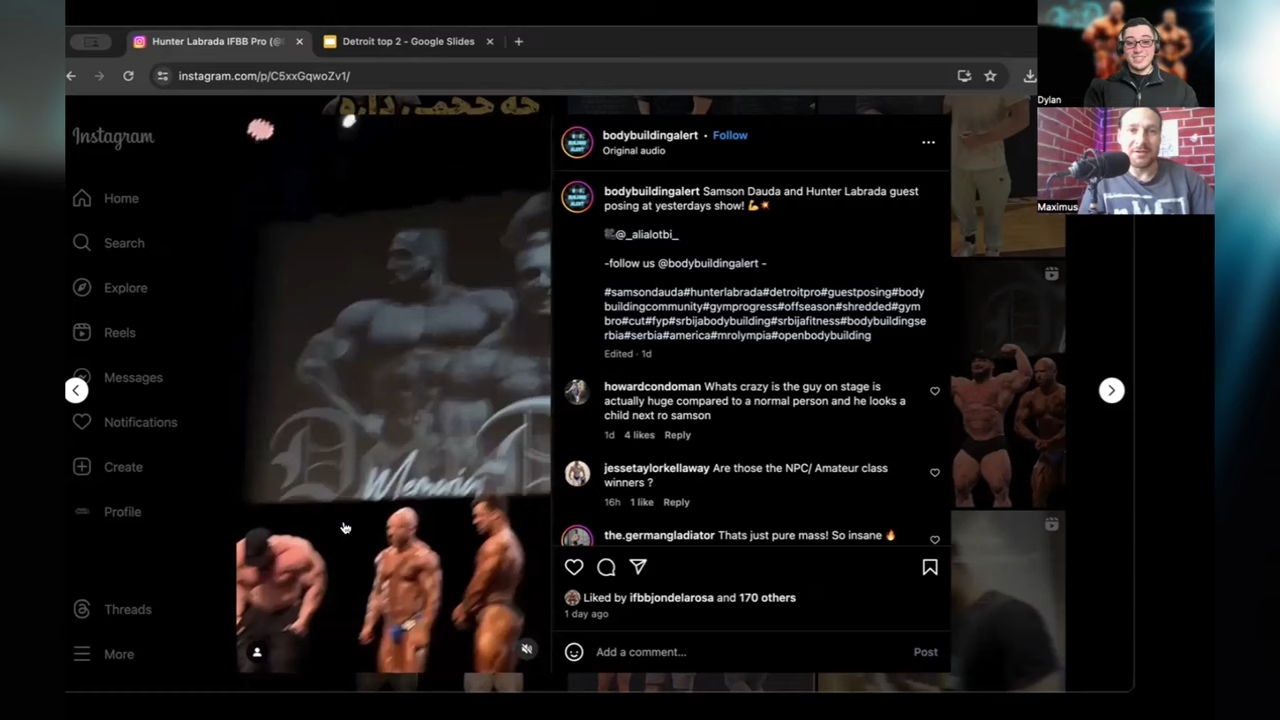 Hunter Labrada IFBB Pro (@
Detroit top 2 - Google Slides
instagram.com/p/C5xxGqwoZv1/
Dylan
Maximus
Instagram
Home
Search
Explore
Reels
Messages
Notifications
Create
Profile
Threads
More
bodybuildingalert • Follow
Original audio
bodybuildingalert Samson Dauda and Hunter Labrada guest
posing at yesterdays show! 💪💥
🎥@_alialotbi_
-follow us @bodybuildingalert -
#samsondauda#hunterlabrada#detroitpro#guestposing#body
buildingcommunity#gymprogress#offseason#shredded#gym
bro#cut#fyp#srbijabodybuilding#srbijafitness#bodybuildingse
rbia#serbia#america#mrolympia#openbodybuilding
Edited · 1d
howardcondoman Whats crazy is the guy on stage is
actually huge compared to a normal person and he looks a
child next ro samson
1d 4 likes Reply
jessetaylorkellaway Are those the NPC/ Amateur class
winners ?
16h 1 like Reply
the.germangladiator Thats just pure mass! So insane 🔥
Liked by ifbbjondelarosa and 170 others
1 day ago
Add a comment...
Post